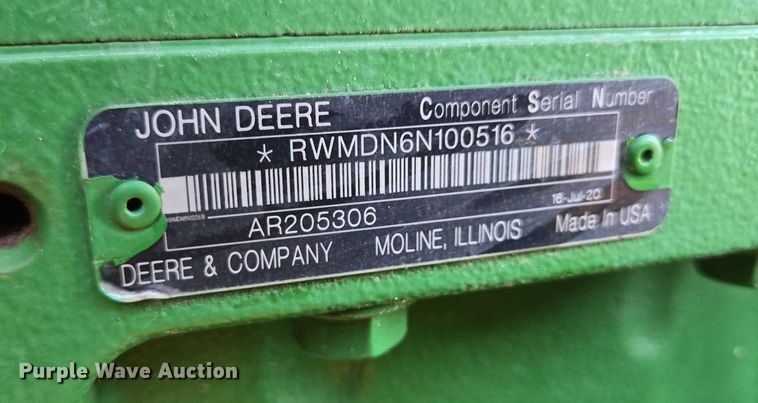 JOHN DEERE Component Serial Number
* RWMDN6N100516 *
RWMDN6N100516
AR205306 16-Jul-20
DEERE & COMPANY MOLINE, ILLINOIS Made In USA
Purple Wave Auction